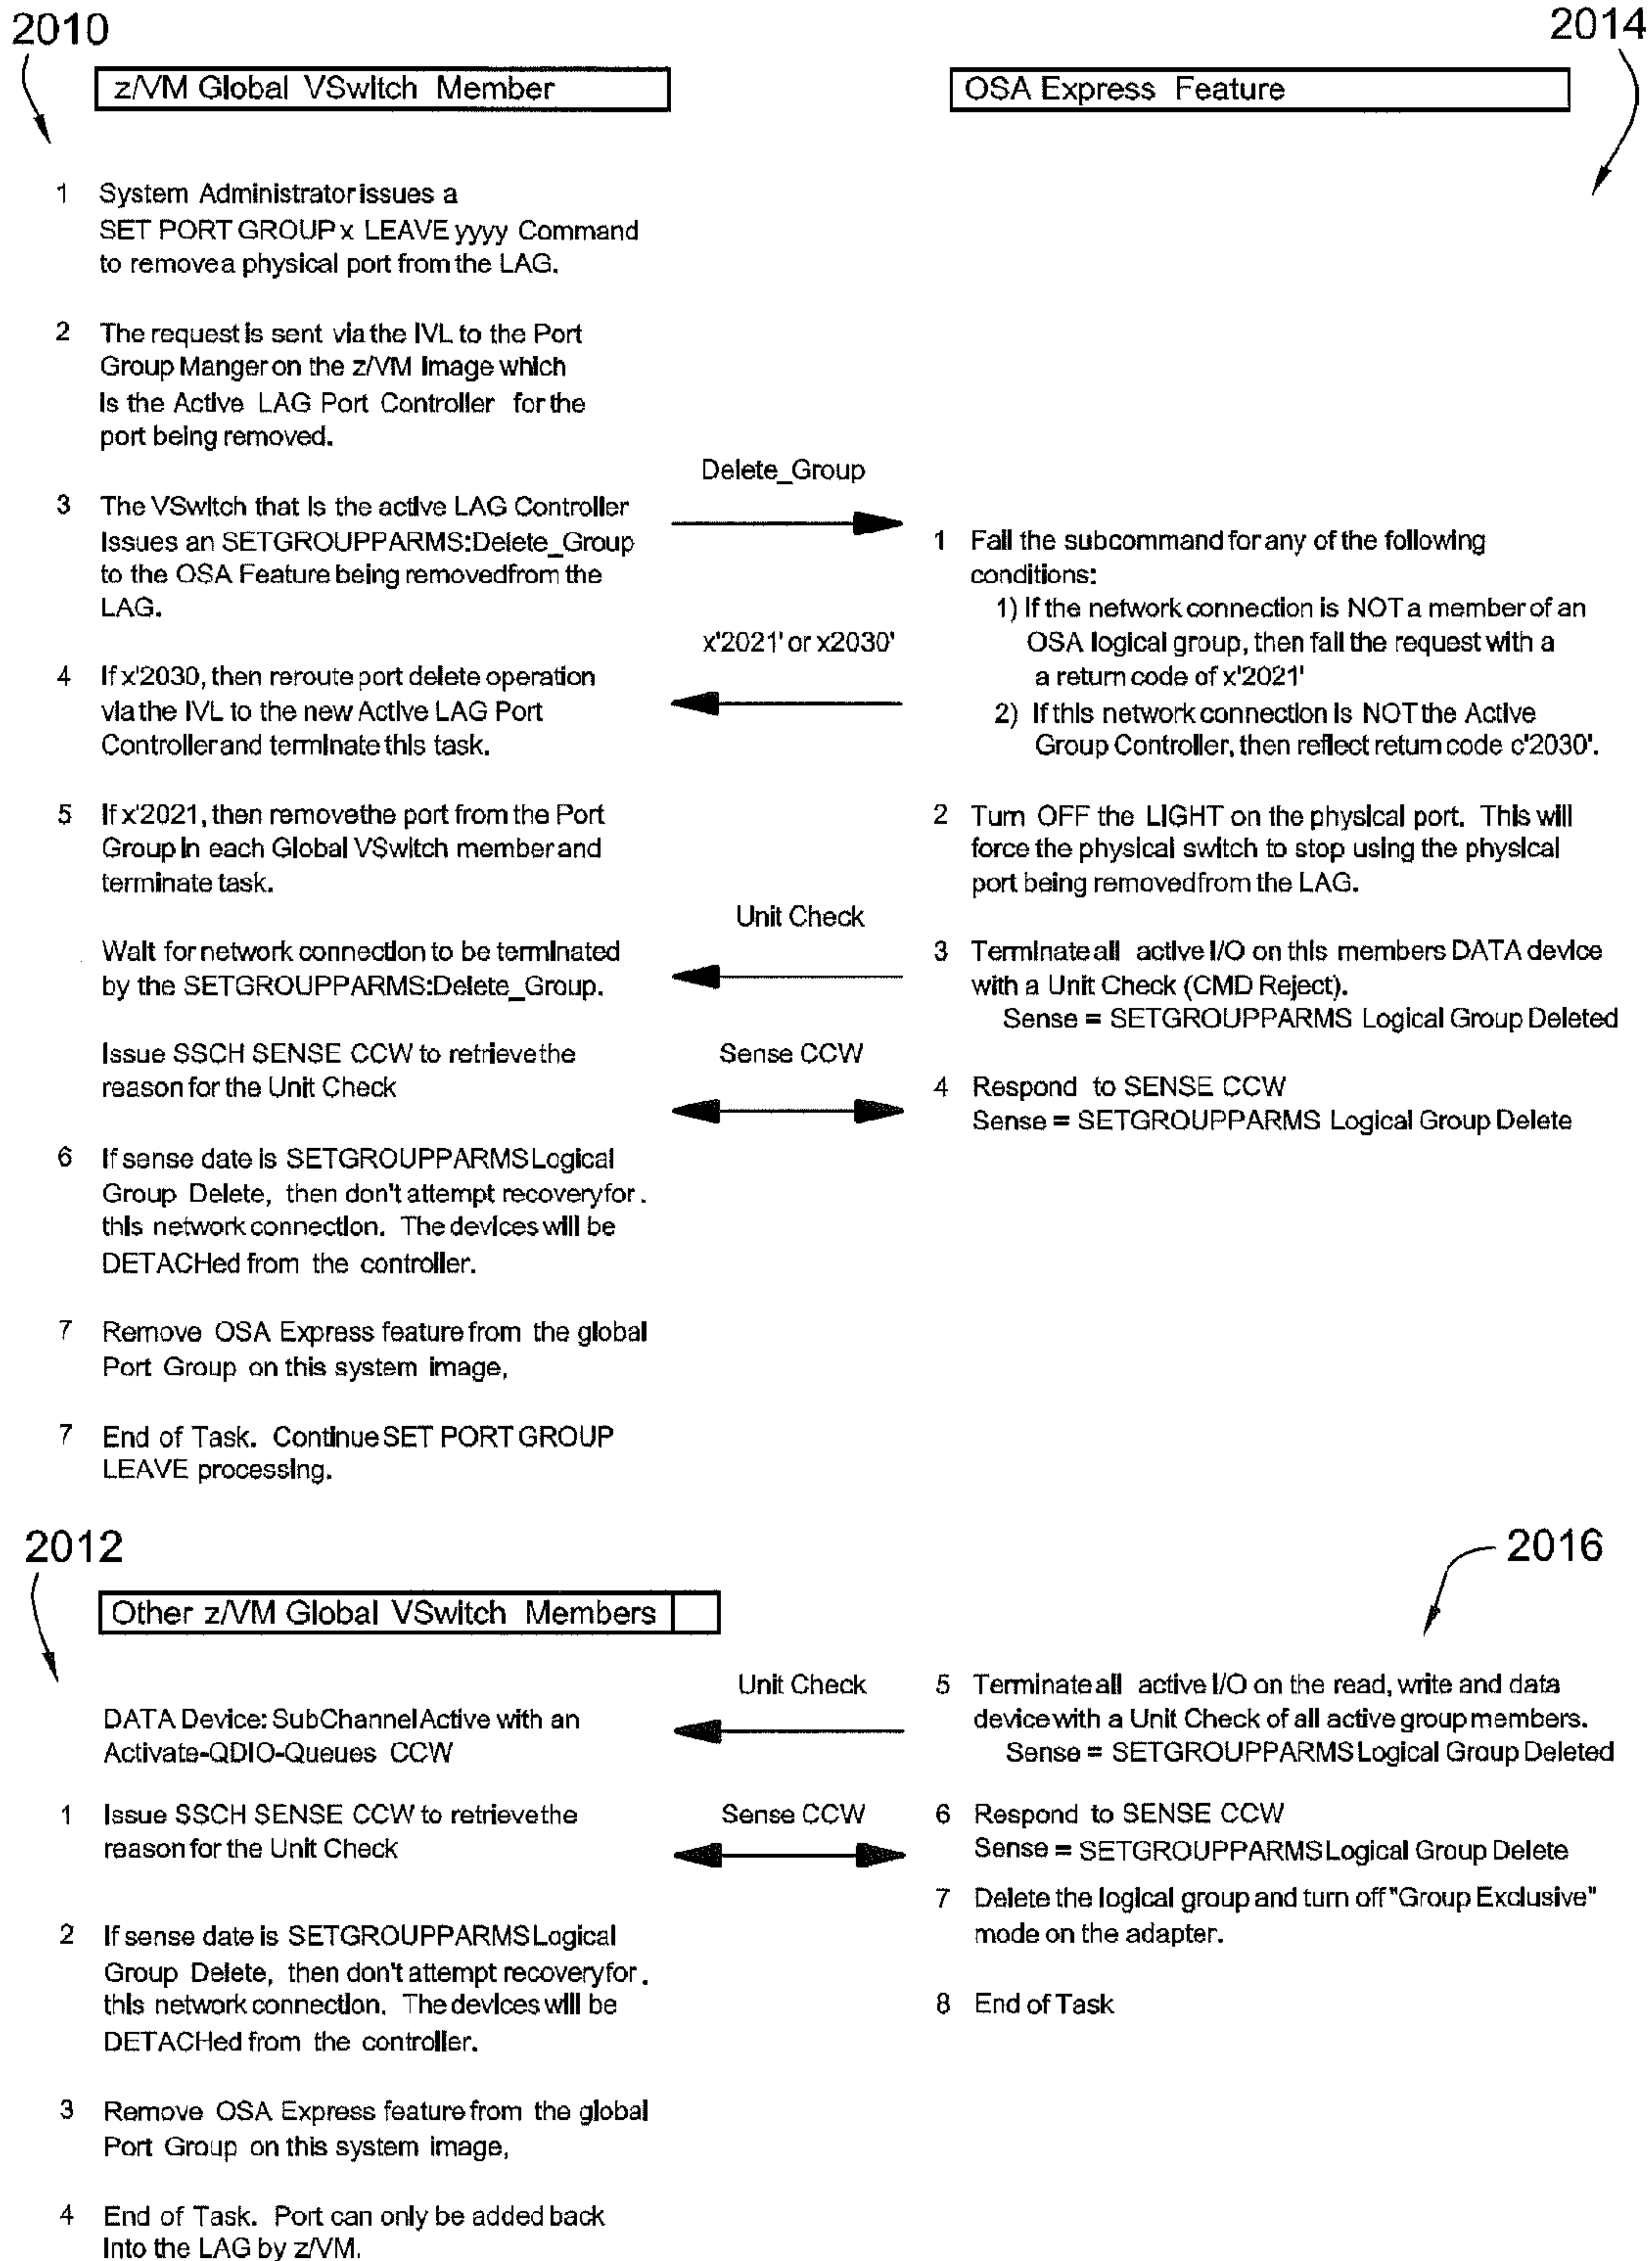 2010
2014
z/VM Global VSwitch Member
OSA Express Feature
1 System Administrator issues a
SET PORT GROUP x LEAVE yyyy Command
to remove a physical port from the LAG.
2 The request is sent via the IVL to the Port
Group Manger on the z/VM Image which
is the Active LAG Port Controller for the
port being removed.
Delete_Group
3 The VSwitch that is the active LAG Controller
Issues an SETGROUPPARMS:Delete_Group
to the OSA Feature being removed from the
LAG.
1 Fail the subcommand for any of the following
conditions:
1) If the network connection is NOT a member of an
OSA logical group, then fail the request with a
a return code of x'2021'
2) If this network connection is NOT the Active
Group Controller, then reflect return code c'2030'.
x'2021' or x2030'
4 If x'2030, then reroute port delete operation
via the IVL to the new Active LAG Port
Controller and terminate this task.
5 If x'2021, then remove the port from the Port
Group in each Global VSwitch member and
terminate task.
2 Turn OFF the LIGHT on the physical port. This will
force the physical switch to stop using the physical
port being removed from the LAG.
Unit Check
Wait for network connection to be terminated
by the SETGROUPPARMS:Delete_Group.
3 Terminate all active I/O on this members DATA device
with a Unit Check (CMD Reject).
Sense = SETGROUPPARMS Logical Group Deleted
Issue SSCH SENSE CCW to retrieve the
reason for the Unit Check
Sense CCW
4 Respond to SENSE CCW
Sense = SETGROUPPARMS Logical Group Delete
6 If sense date is SETGROUPPARMS Logical
Group Delete, then don't attempt recovery for.
this network connection. The devices will be
DETACHed from the controller.
7 Remove OSA Express feature from the global
Port Group on this system image,
7 End of Task. Continue SET PORT GROUP
LEAVE processing.
2012
2016
Other z/VM Global VSwitch Members
Unit Check
DATA Device: SubChannel Active with an
Activate-QDIO-Queues CCW
5 Terminate all active I/O on the read, write and data
device with a Unit Check of all active group members.
Sense = SETGROUPPARMS Logical Group Deleted
1 Issue SSCH SENSE CCW to retrieve the
reason for the Unit Check
Sense CCW
6 Respond to SENSE CCW
Sense = SETGROUPPARMS Logical Group Delete
7 Delete the logical group and turn off "Group Exclusive"
mode on the adapter.
2 If sense date is SETGROUPPARMS Logical
Group Delete, then don't attempt recovery for.
this network connection. The devices will be
DETACHed from the controller.
8 End of Task
3 Remove OSA Express feature from the global
Port Group on this system image,
4 End of Task. Port can only be added back
Into the LAG by z/VM.